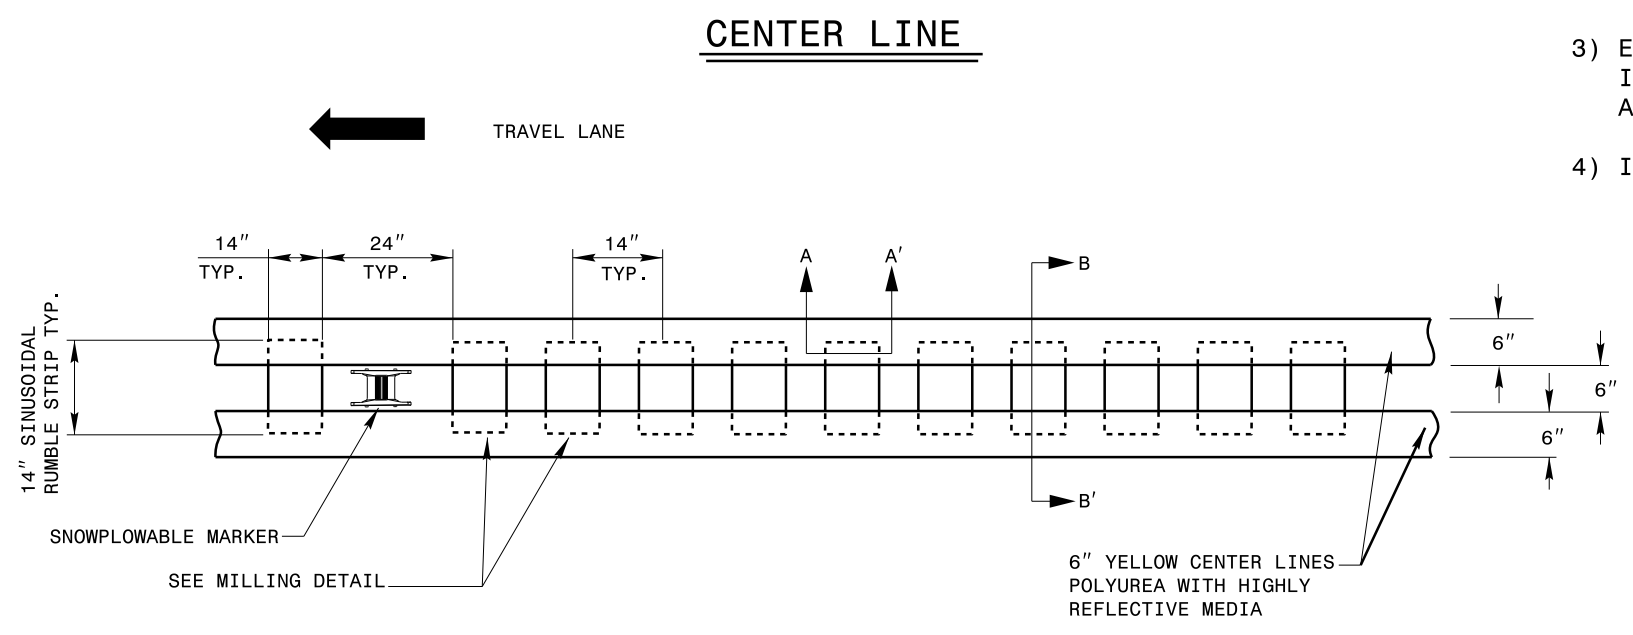 CENTER LINE
3) E
I
A
4) I
TRAVEL LANE
14"
TYP.
24"
TYP.
14"
TYP.
A
A'
B
14" SINUSOIDAL
RUMBLE STRIP TYP.
6"
6"
6"
B'
SNOWPLOWABLE MARKER
SEE MILLING DETAIL
6" YELLOW CENTER LINES
POLYUREA WITH HIGHLY
REFLECTIVE MEDIA